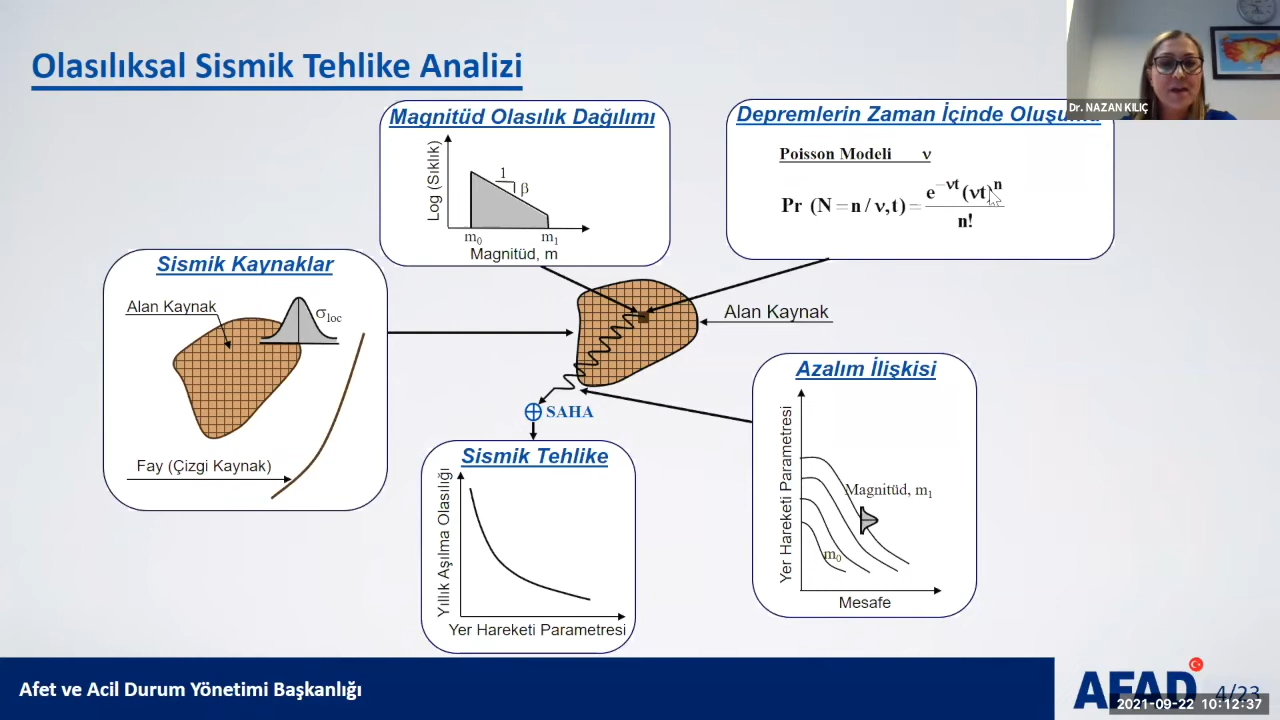 Olasılıksal Sismik Tehlike Analizi
Dr. NAZAN KILIÇ
Magnitüd Olasılık Dağılımı
Log (Sıklık)
1
β
m₀
m₁
Magnitüd, m
Depremlerin Zaman İçinde Oluşumu
Poisson Modeli ν
Pr (N = n / ν,t) = e^−νt (νt)^n / n!
Sismik Kaynaklar
Alan Kaynak
σloc
Fay (Çizgi Kaynak)
Alan Kaynak
SAHA
Sismik Tehlike
Yıllık Aşılma Olasılığı
Yer Hareketi Parametresi
Azalım İlişkisi
Yer Hareketi Parametresi
Magnitüd, m₁
m₀
Mesafe
Afet ve Acil Durum Yönetimi Başkanlığı
AFAD
4/23
2021-09-22 10:12:37